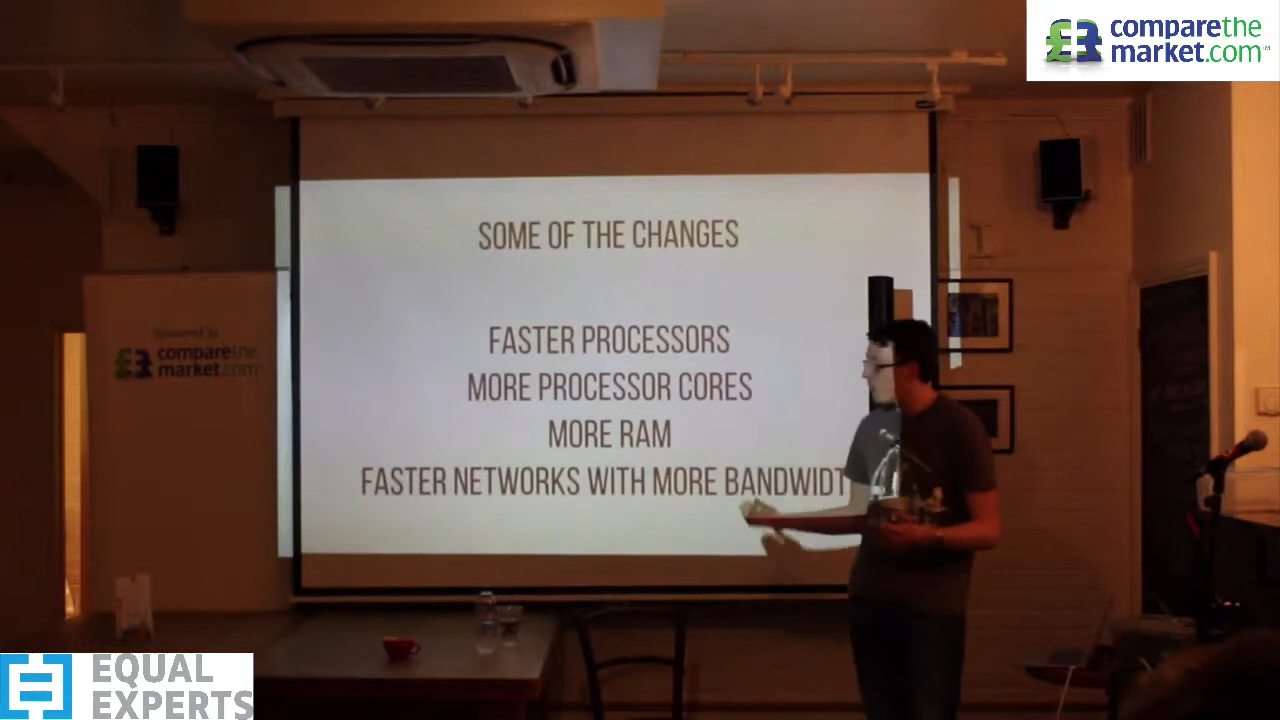 comparethe
market.com
SOME OF THE CHANGES
FASTER PROCESSORS
MORE PROCESSOR CORES
MORE RAM
FASTER NETWORKS WITH MORE BANDWIDT
comparethe
market.com
EQUAL
EXPERTS